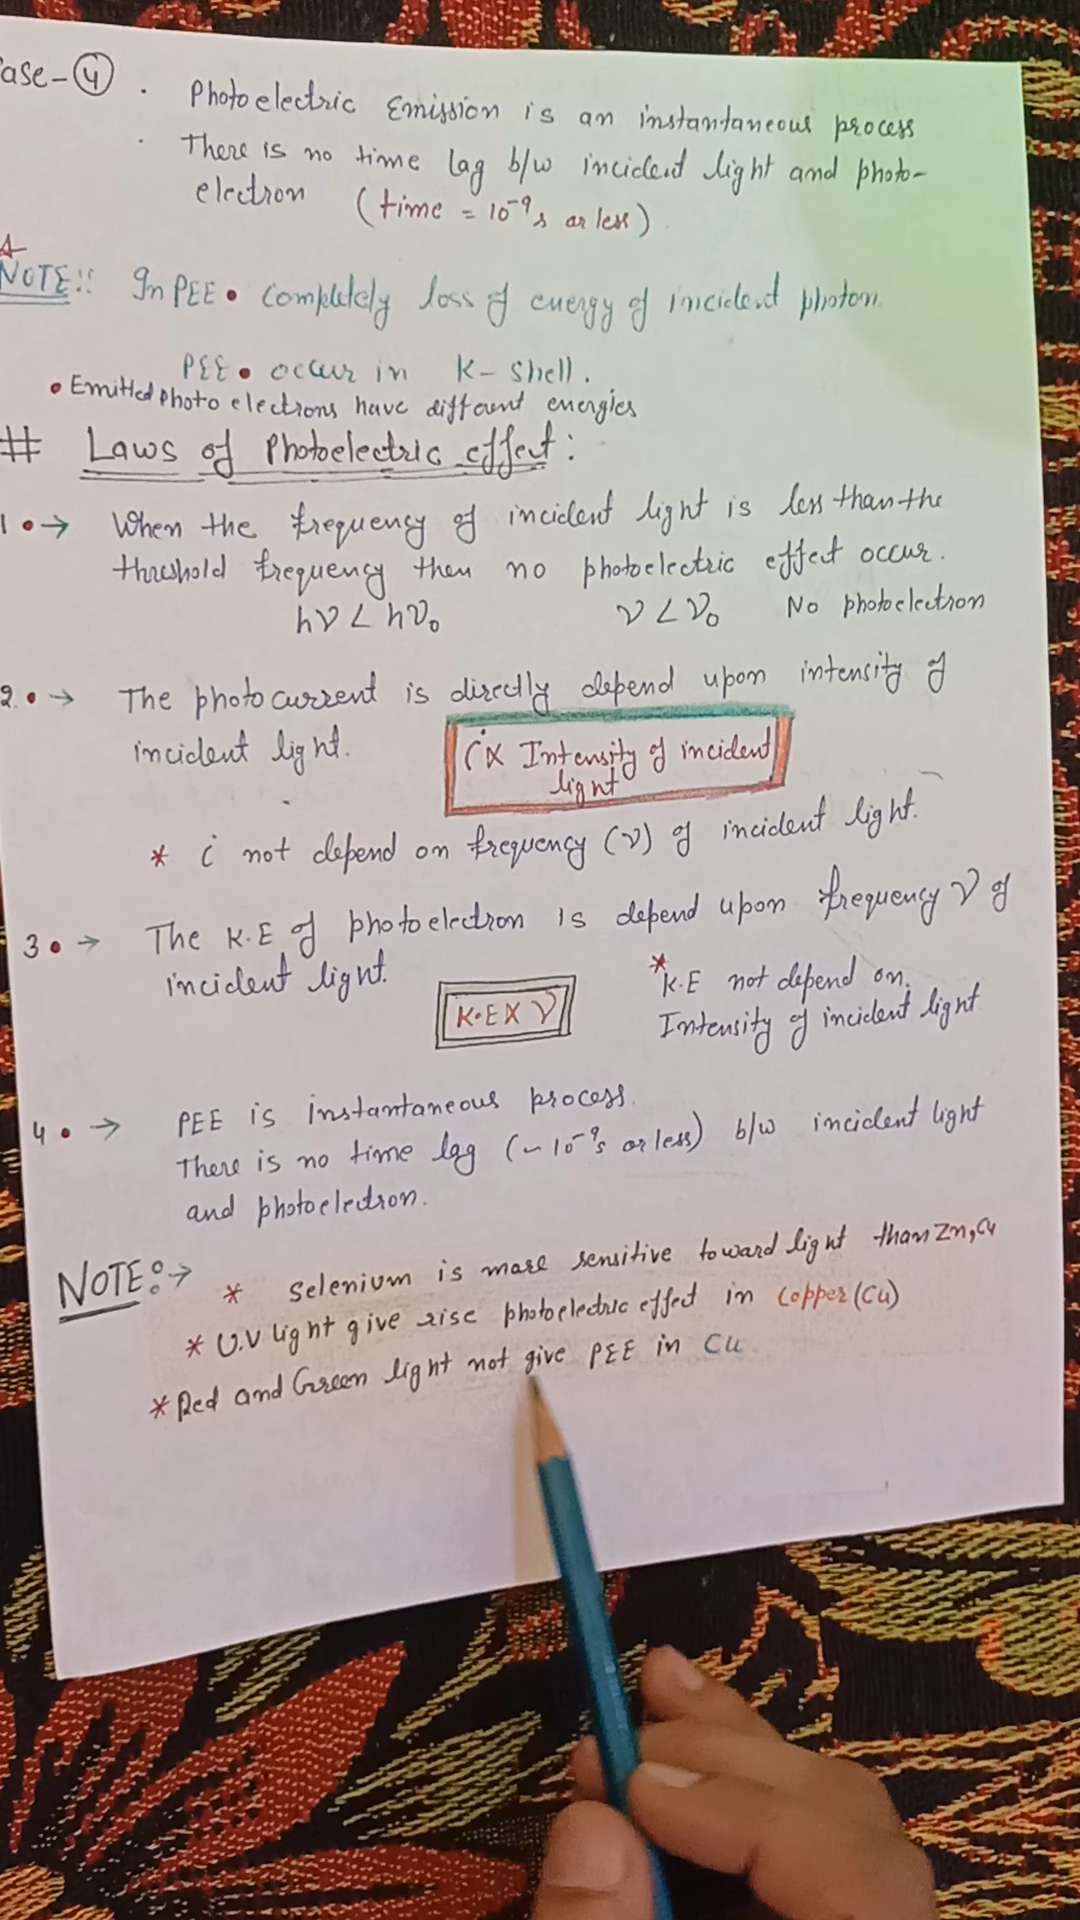 ase - 4
· Photoelectric Emission is an instantaneous process
· There is no time lag b/w incident light and photo-
electron (time = 10⁻⁹s or less)
NOTE!! In PEE • completely loss of energy of incident photon.
PEE • occur in K - shell.
• Emitted photo electrons have different energies
# Laws of Photoelectric effect :
1 • → When the frequency of incident light is less than the
threshold frequency then no photoelectric effect occur.
hν < hν₀ ν < ν₀ No photoelectron
2. • → The photocurrent is directly depend upon intensity of
incident light.
i ∝ Intensity of incident
light
* i not depend on frequency (ν) of incident light.
3 • → The K.E of photoelectron is depend upon frequency ν of
incident light.
K.E ∝ ν
* K.E not depend on.
Intensity of incident light
4 • → PEE is instantaneous process.
There is no time lag (~ 10⁻⁹s or less) b/w incident light
and photoelectron.
NOTE :→ * Selenium is more sensitive toward light than Zn, Cu
* U.V light give rise photoelectric effect in Copper (Cu)
* Red and Green light not give PEE in Cu